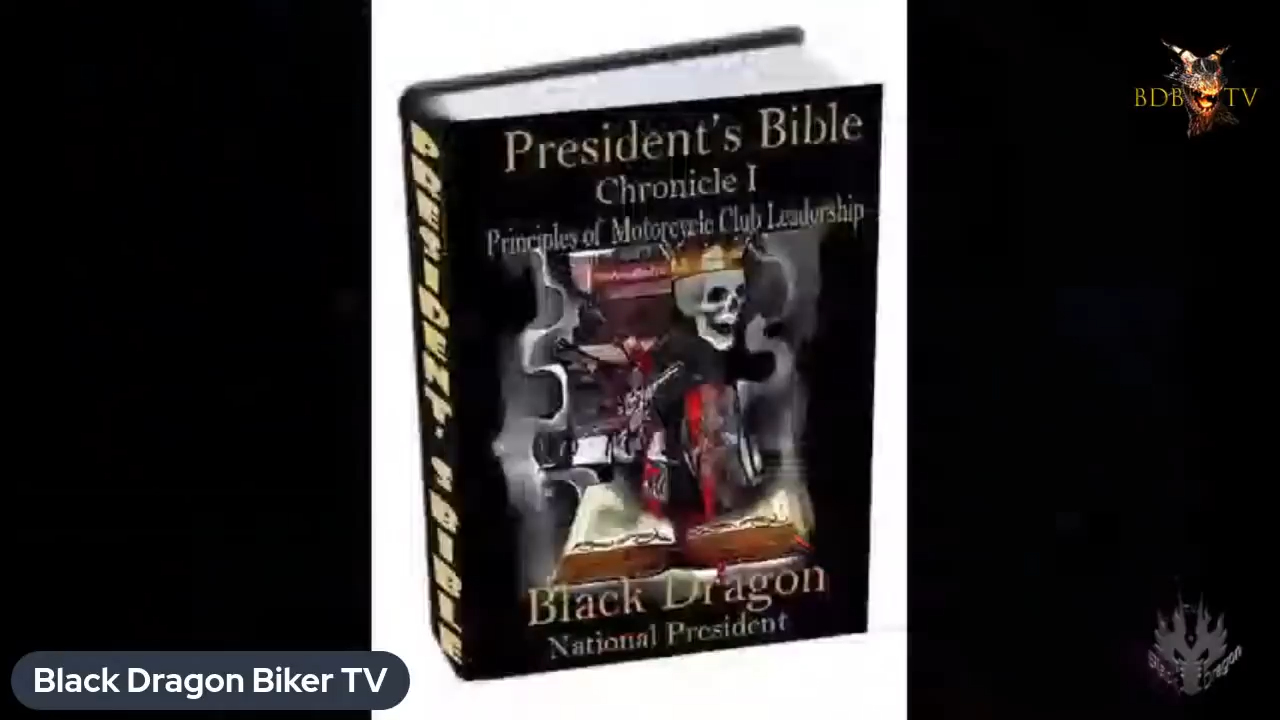 BDB TV
President's Bible
Chronicle I
Principles of Motorcycle Club Leadership
PRESIDENT'S BIBLE
Black Dragon
National President
Black Dragon Biker TV